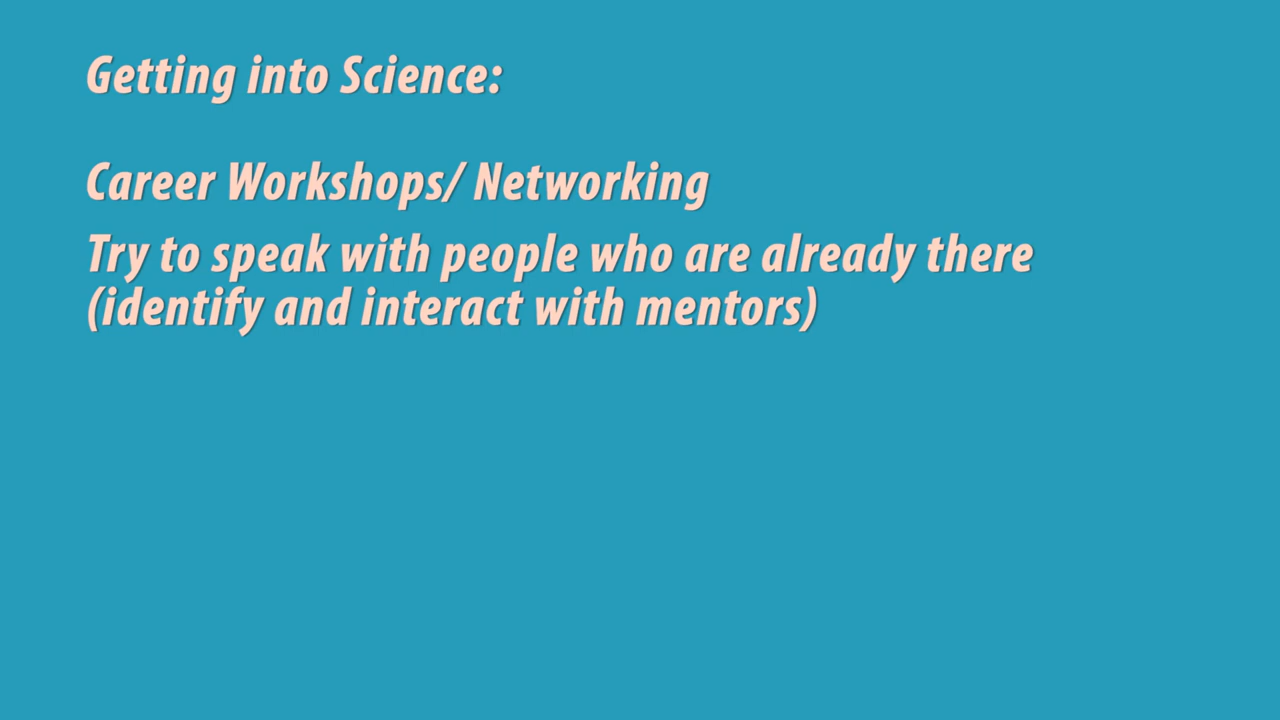 Getting into Science:
Career Workshops/ Networking
Try to speak with people who are already there
(identify and interact with mentors)